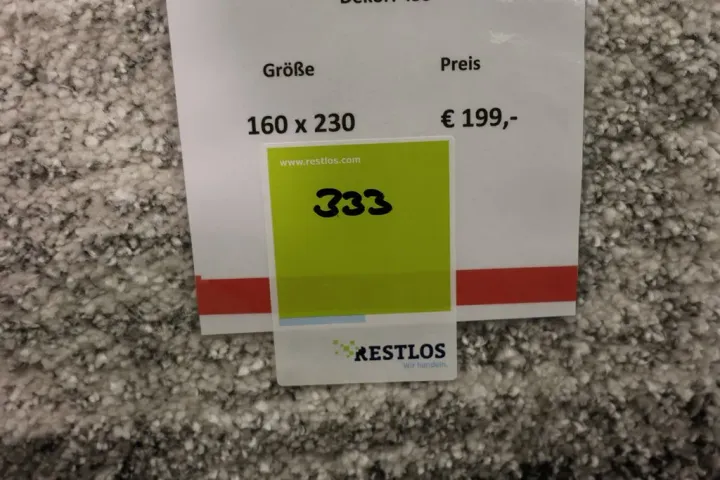 Größe Preis
160 x 230 € 199,-
www.restlos.com
333
RESTLOS
Wir handeln.